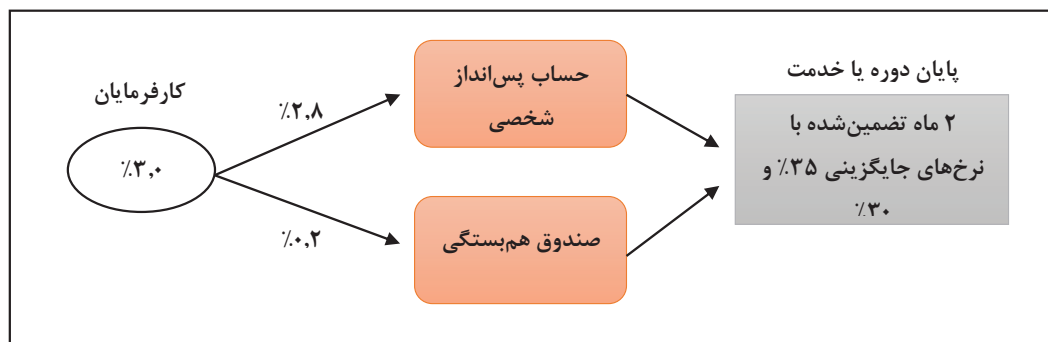 کارفرمایان
٪۳,۰
٪۲,۸
٪۰,۲
حساب پس‌انداز
شخصی
صندوق هم‌بستگی
پایان دوره یا خدمت
۲ ماه تضمین‌شده با
نرخ‌های جایگزینی ۳۵٪ و
۳۰٪